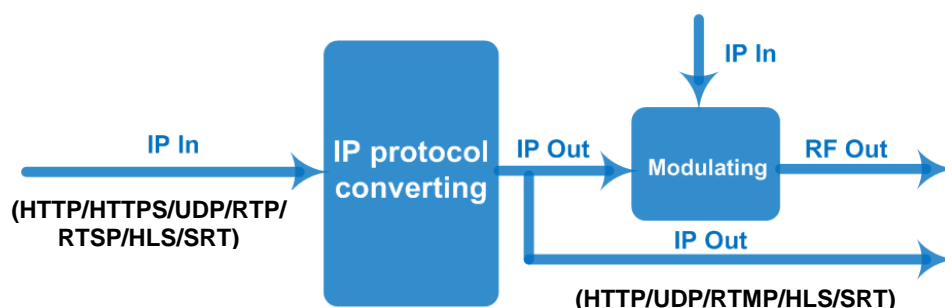 IP In
IP In
IP protocol
converting
IP Out
Modulating
RF Out
(HTTP/HTTPS/UDP/RTP/
RTSP/HLS/SRT)
IP Out
(HTTP/UDP/RTMP/HLS/SRT)